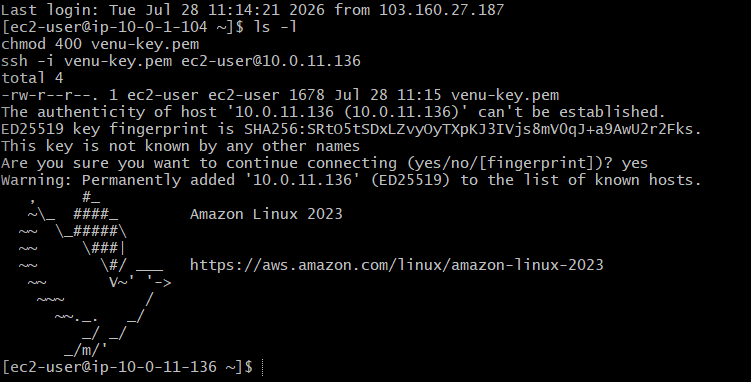 Last login: Tue Jul 28 11:14:21 2026 from 103.160.27.187
[ec2-user@ip-10-0-1-104 ~]$ ls -l
chmod 400 venu-key.pem
ssh -i venu-key.pem ec2-user@10.0.11.136
total 4
-rw-r--r--. 1 ec2-user ec2-user 1678 Jul 28 11:15 venu-key.pem
The authenticity of host '10.0.11.136 (10.0.11.136)' can't be established.
ED25519 key fingerprint is SHA256:SRtO5tSDxLZvyOyTXpKJ3IVjs8mVOqJ+a9AwU2r2Fks.
This key is not known by any other names
Are you sure you want to continue connecting (yes/no/[fingerprint])? yes
Warning: Permanently added '10.0.11.136' (ED25519) to the list of known hosts.
   ,     #_
   ~\_  ####_        Amazon Linux 2023
  ~~  \_#####\
  ~~     \###|
  ~~       \#/ ___   https://aws.amazon.com/linux/amazon-linux-2023
   ~~       V~' '->
    ~~~         /
      ~~._.   _/
         _/ _/
       _/m/'
[ec2-user@ip-10-0-11-136 ~]$